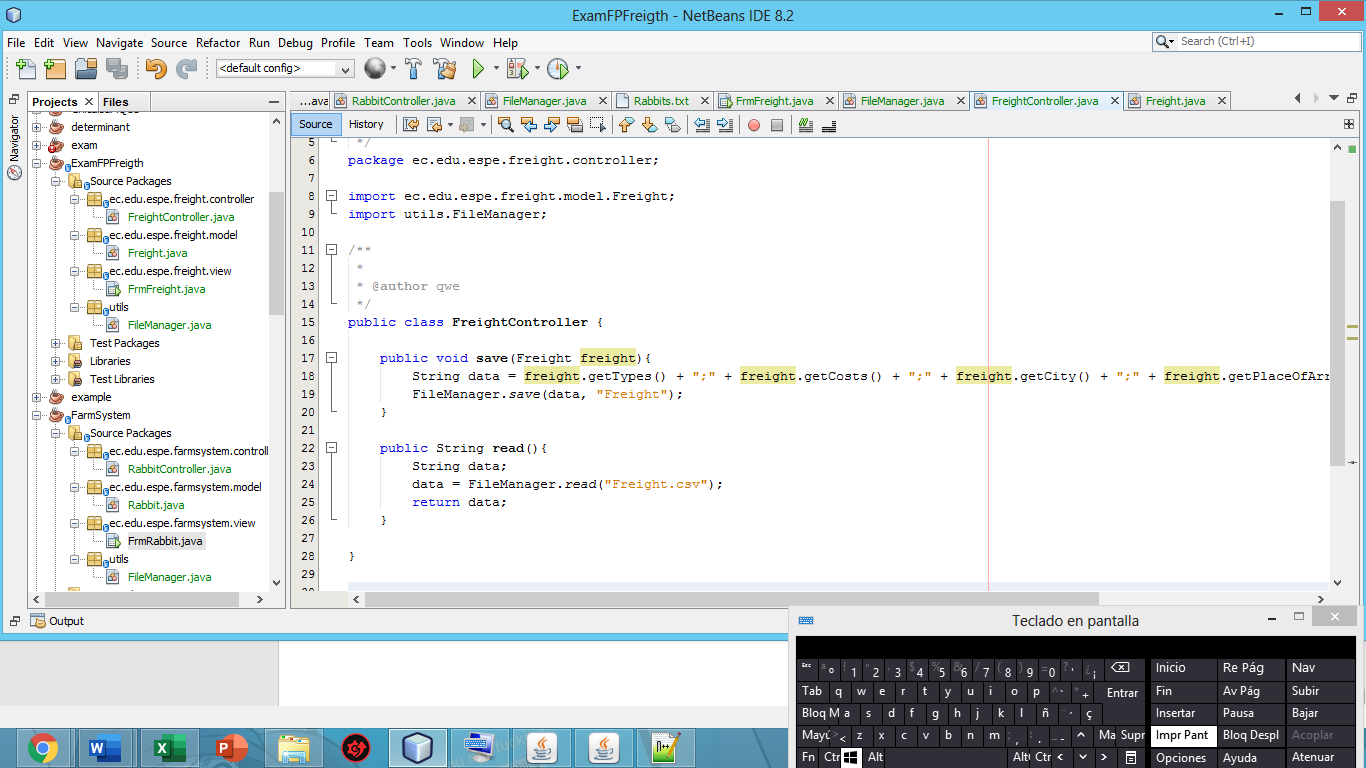 ExamFPFreigth - NetBeans IDE 8.2
File Edit View Navigate Source Refactor Run Debug Profile Team Tools Window Help
Search (Ctrl+I)
<default config>
Projects Files
...ava RabbitController.java FileManager.java Rabbits.txt FrmFreight.java FileManager.java FreightController.java Freight.java
Source History
Navigator
determinant
exam
ExamFPFreigth
Source Packages
ec.edu.espe.freight.controller
FreightController.java
ec.edu.espe.freight.model
Freight.java
ec.edu.espe.freight.view
FrmFreight.java
utils
FileManager.java
Test Packages
Libraries
Test Libraries
example
FarmSystem
Source Packages
ec.edu.espe.farmsystem.controll
RabbitController.java
ec.edu.espe.farmsystem.model
Rabbit.java
ec.edu.espe.farmsystem.view
FrmRabbit.java
utils
FileManager.java
5 */
6 package ec.edu.espe.freight.controller;
7
8 import ec.edu.espe.freight.model.Freight;
9 import utils.FileManager;
10
11 /**
12 *
13 * @author qwe
14 */
15 public class FreightController {
16
17 public void save(Freight freight){
18 String data = freight.getTypes() + ";" + freight.getCosts() + ";" + freight.getCity() + ";" + freight.getPlaceOfArr
19 FileManager.save(data, "Freight");
20 }
21
22 public String read(){
23 String data;
24 data = FileManager.read("Freight.csv");
25 return data;
26 }
27
28 }
29
Output
Teclado en pantalla
Esc ª º ! 1 " 2 · 3 $ 4 % 5 & 6 / 7 ( 8 ) 9 = 0 ? ' ¿ ¡ Inicio Re Pág Nav
Tab q w e r t y u i o p ^ ` * + Entrar Fin Av Pág Subir
Bloq M a s d f g h j k l ñ ¨ ´ ç Insertar Pausa Bajar
Mayú > < z x c v b n m ; , : . _ - Ma Supr Impr Pant Bloq Despl Acoplar
Fn Ctr Alt Alt Ctr Opciones Ayuda Atenuar